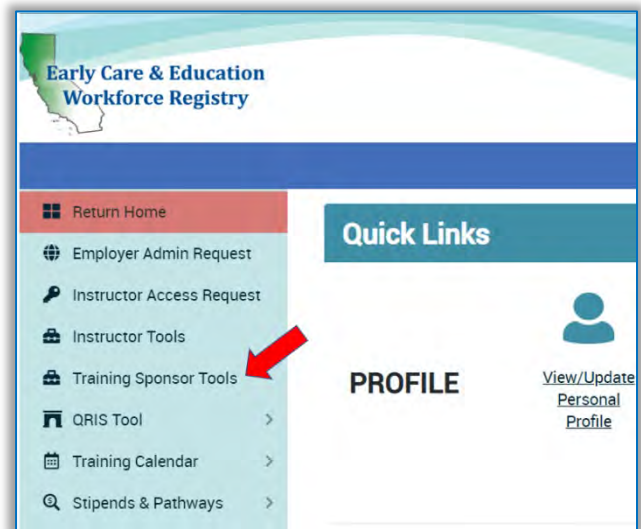 Early Care & Education
Workforce Registry
Return Home
Employer Admin Request
Instructor Access Request
Instructor Tools
Training Sponsor Tools
QRIS Tool
Training Calendar
Stipends & Pathways
Quick Links
PROFILE
View/Update
Personal
Profile